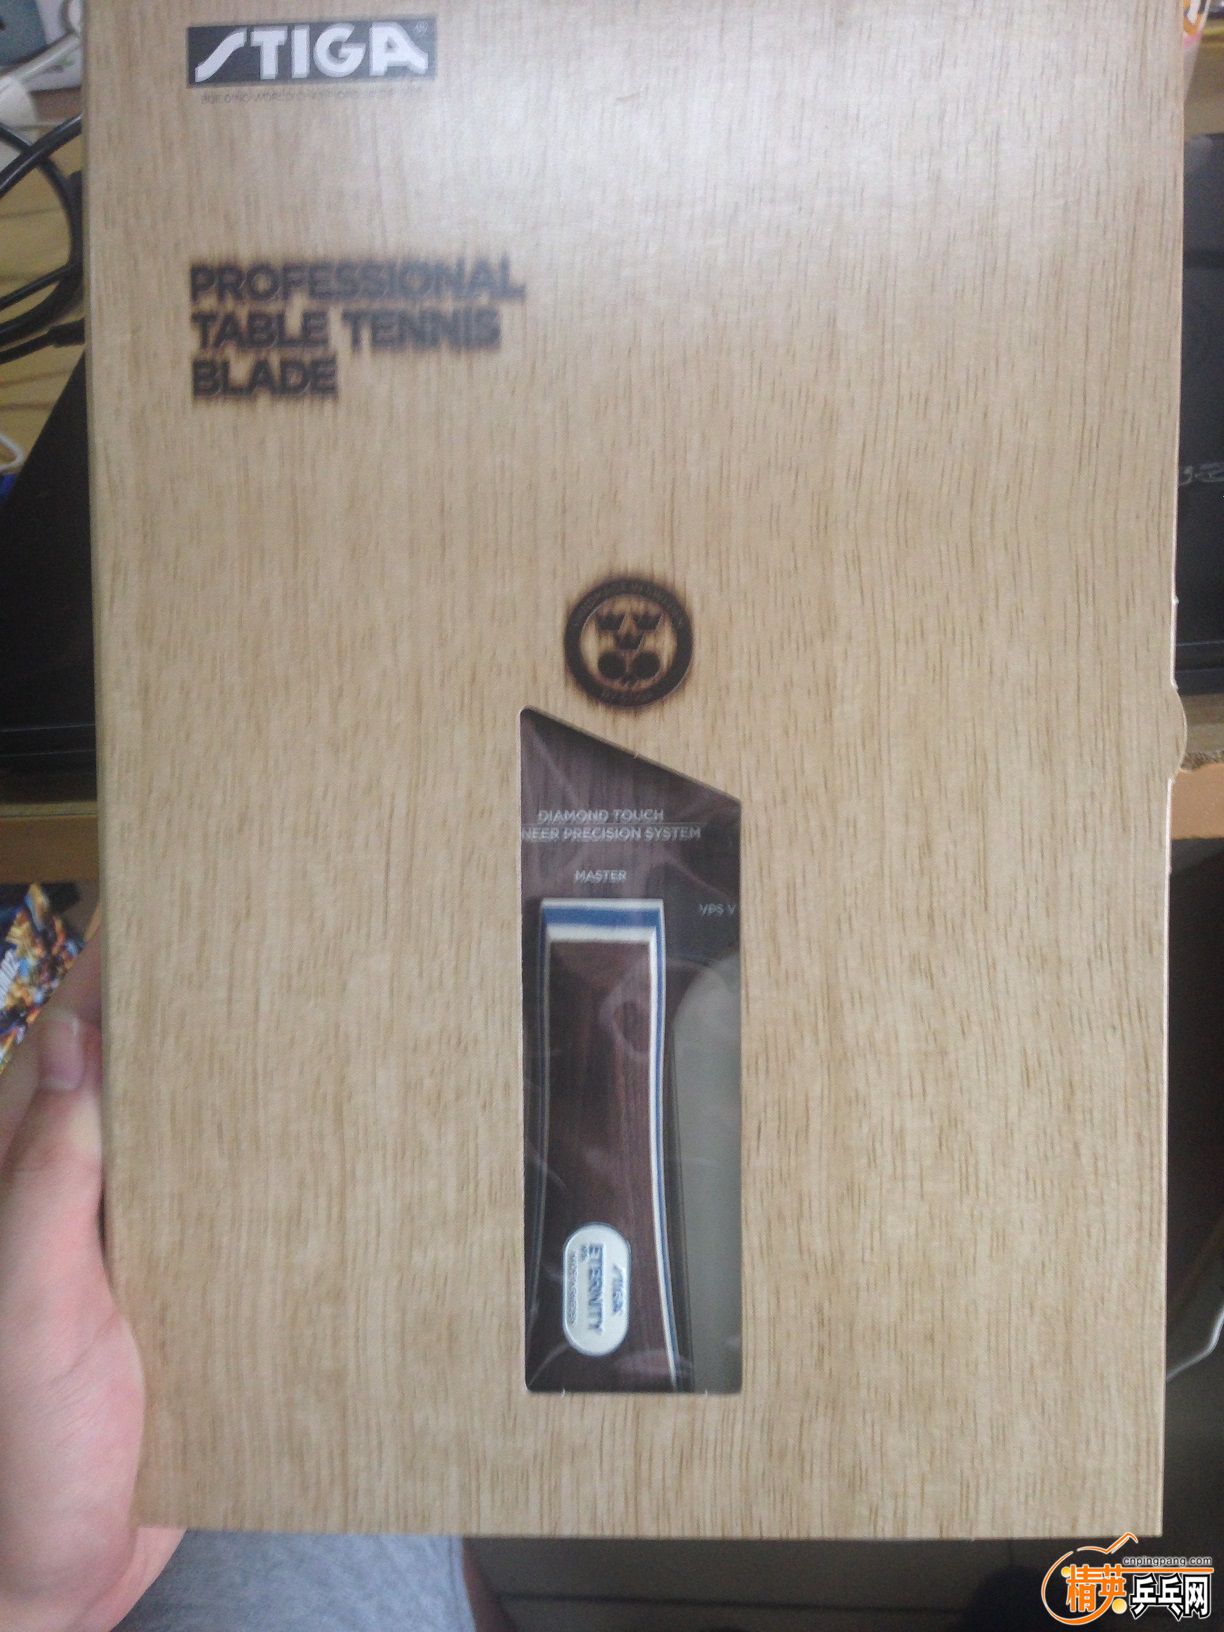 STIGA®
PROFESSIONAL
TABLE TENNIS
BLADE
DIAMOND TOUCH
NEER PRECISION SYSTEM
MASTER
VPS V
STIGA
ETERNITY
VPS
cnpingpang.com
精英乒乓网